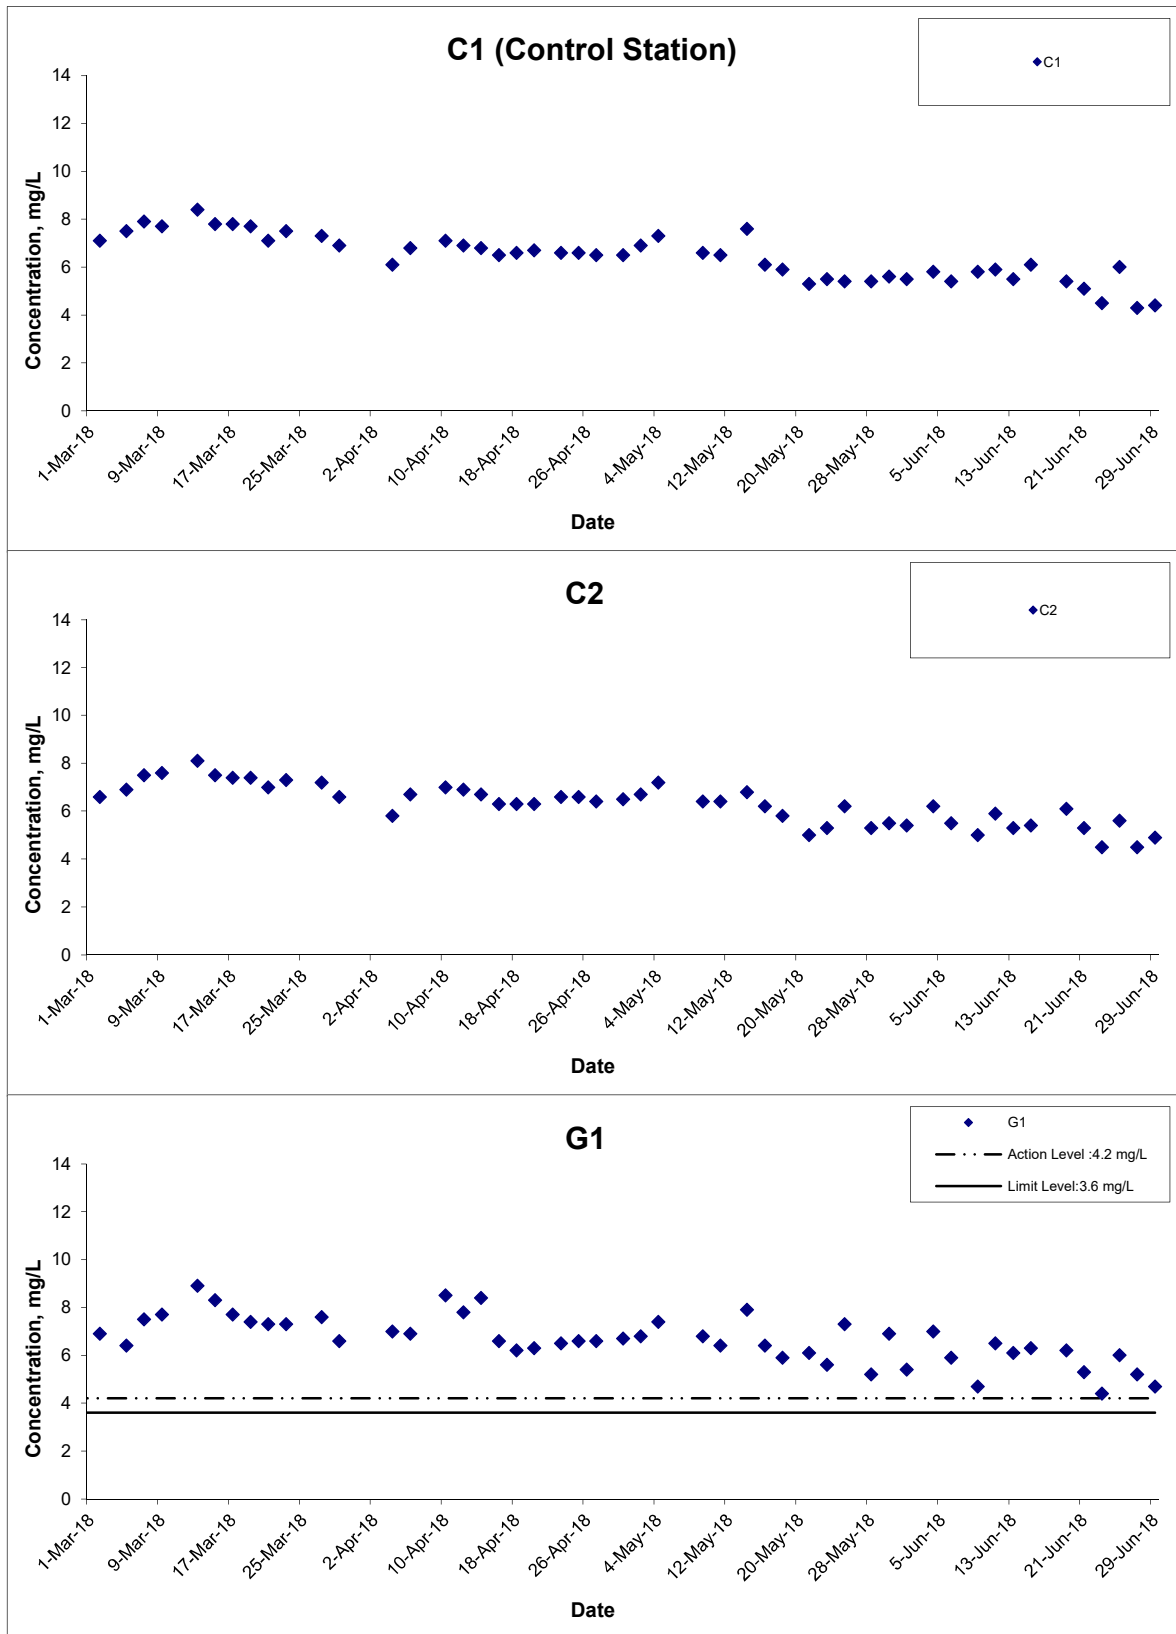 C1 (Control Station)
C1
Concentration, mg/L
14
12
10
8
6
4
2
0
1-Mar-18
9-Mar-18
17-Mar-18
25-Mar-18
2-Apr-18
10-Apr-18
18-Apr-18
26-Apr-18
4-May-18
12-May-18
20-May-18
28-May-18
5-Jun-18
13-Jun-18
21-Jun-18
29-Jun-18
Date
C2
C2
Concentration, mg/L
14
12
10
8
6
4
2
0
1-Mar-18
9-Mar-18
17-Mar-18
25-Mar-18
2-Apr-18
10-Apr-18
18-Apr-18
26-Apr-18
4-May-18
12-May-18
20-May-18
28-May-18
5-Jun-18
13-Jun-18
21-Jun-18
29-Jun-18
Date
G1
G1
Action Level :4.2 mg/L
Limit Level:3.6 mg/L
Concentration, mg/L
14
12
10
8
6
4
2
0
1-Mar-18
9-Mar-18
17-Mar-18
25-Mar-18
2-Apr-18
10-Apr-18
18-Apr-18
26-Apr-18
4-May-18
12-May-18
20-May-18
28-May-18
5-Jun-18
13-Jun-18
21-Jun-18
29-Jun-18
Date